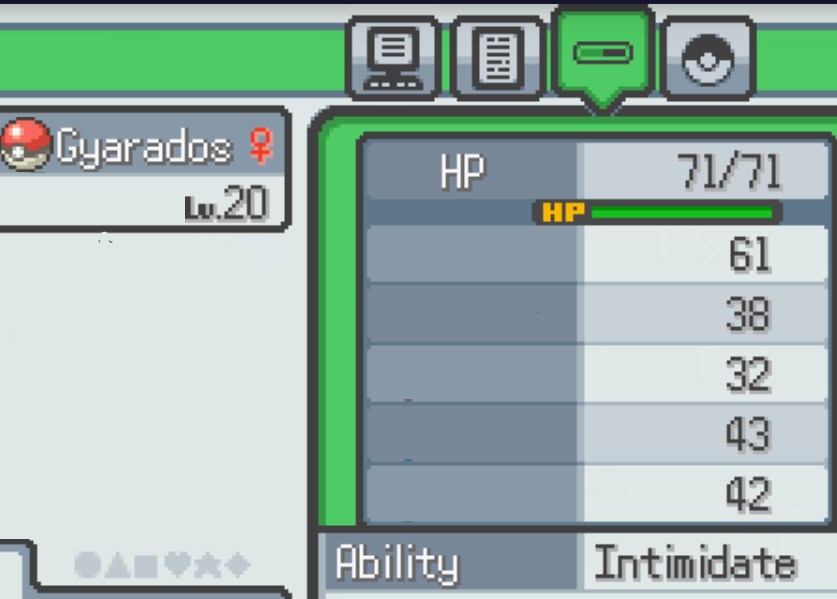 Gyarados ♀
Lv.20
HP 71/71
HP
61
38
32
43
42
Ability Intimidate